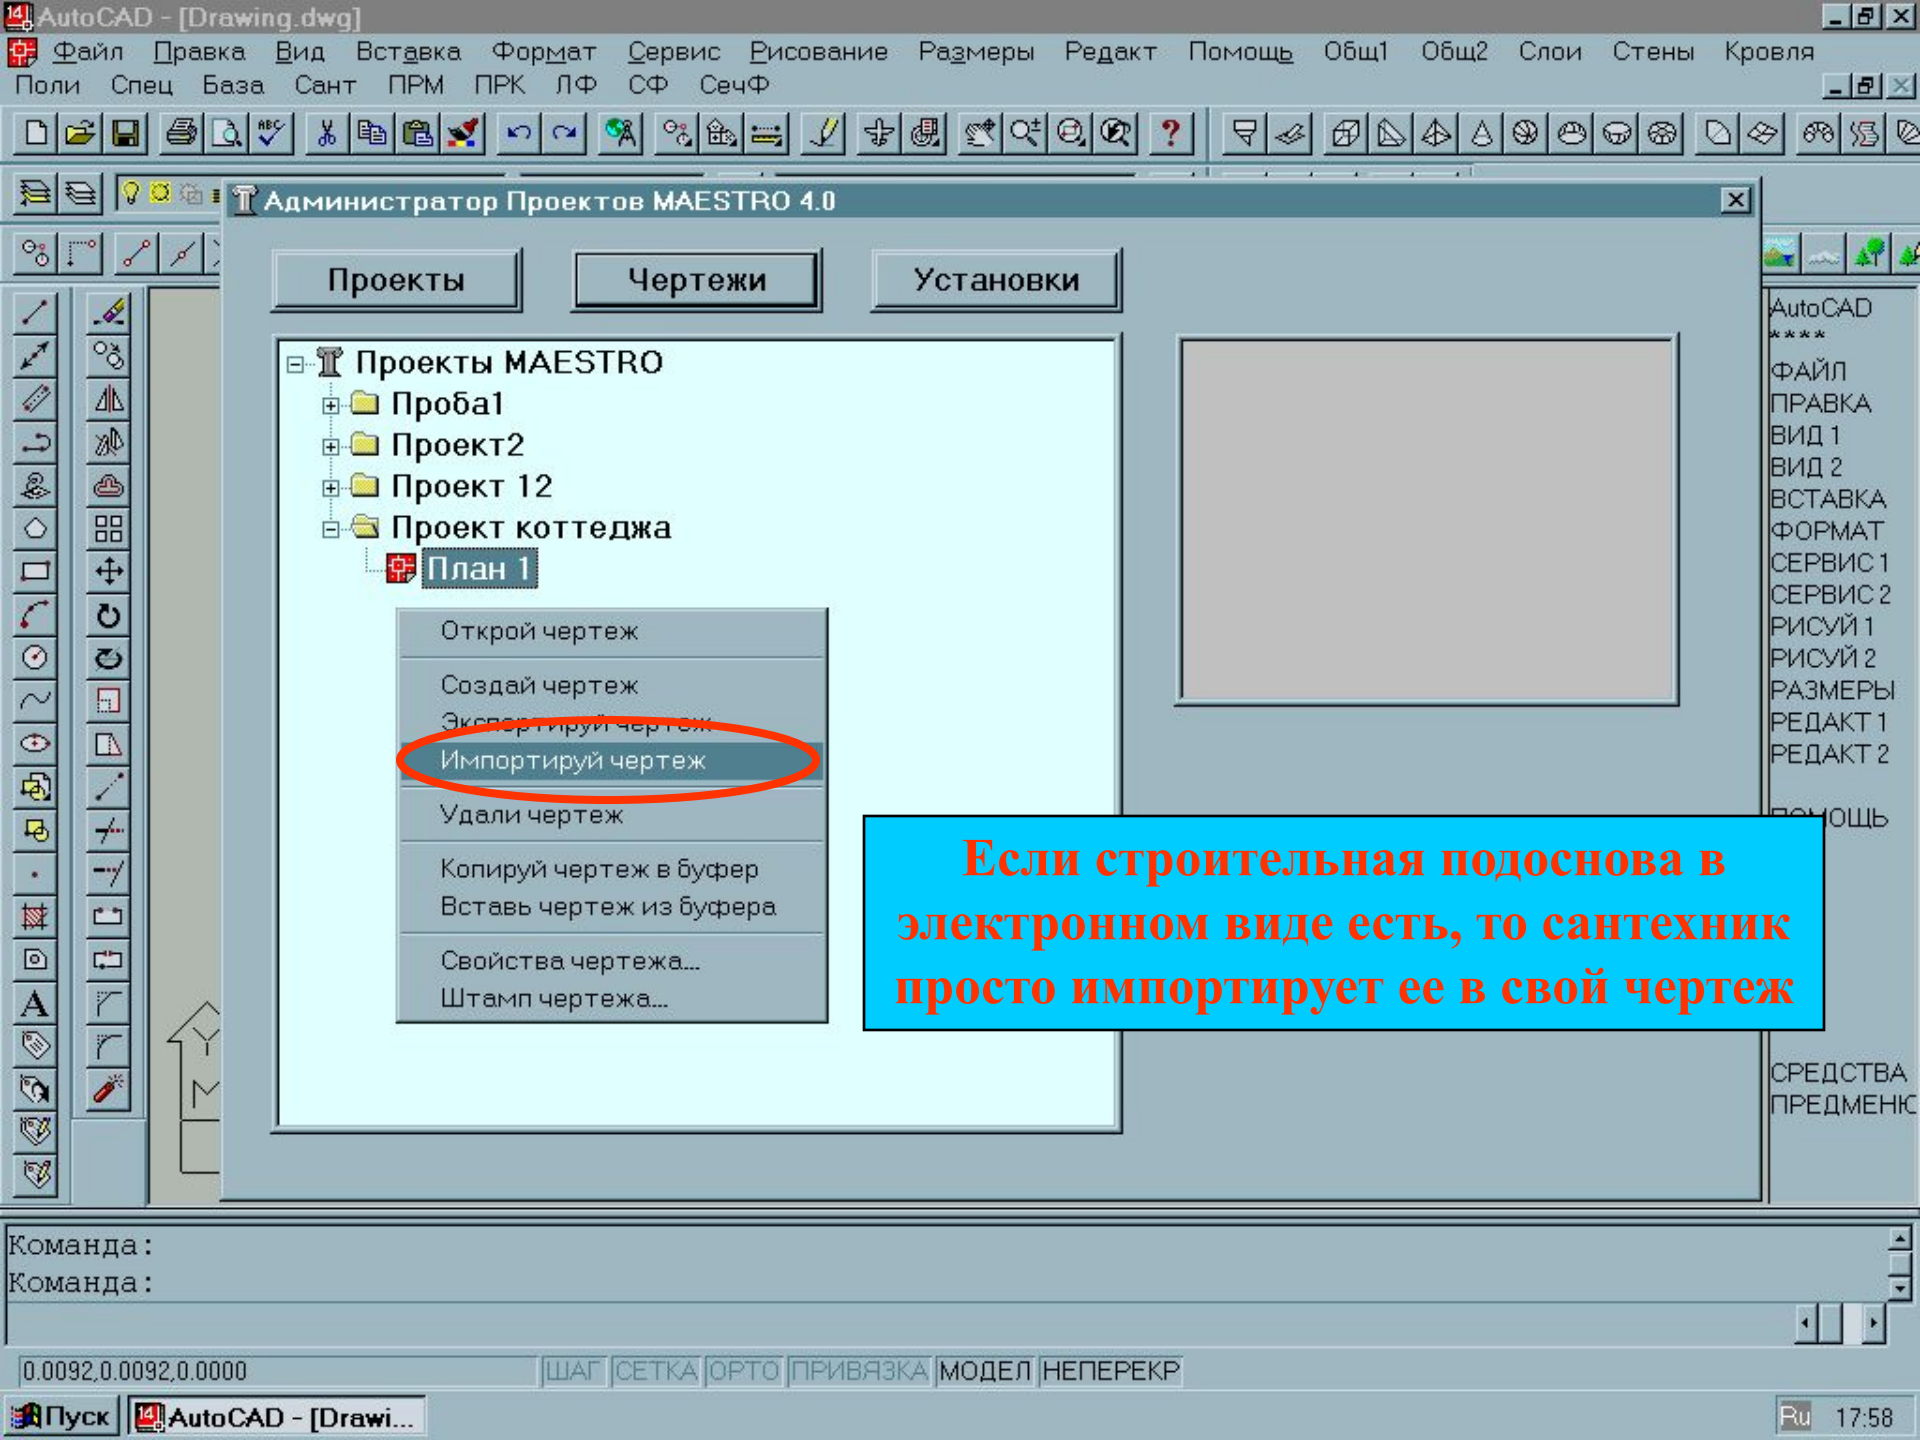 AutoCAD - [Drawing.dwg]
Файл Правка Вид Вставка Формат Сервис Рисование Размеры Редакт Помощь Общ1 Общ2 Слои Стены Кровля
Поли Спец База Сант ПРМ ПРК ЛФ СФ СечФ
Администратор Проектов MAESTRO 4.0
Проекты Чертежи Установки
Проекты MAESTRO
Проба1
Проект2
Проект 12
Проект коттеджа
План 1
Открой чертеж
Создай чертеж
Экспортируй чертеж
Импортируй чертеж
Удали чертеж
Копируй чертеж в буфер
Вставь чертеж из буфера
Свойства чертежа...
Штамп чертежа...
Если строительная подоснова в
электронном виде есть, то сантехник
просто импортирует ее в свой чертеж
AutoCAD
* * * *
ФАЙЛ
ПРАВКА
ВИД 1
ВИД 2
ВСТАВКА
ФОРМАТ
СЕРВИС 1
СЕРВИС 2
РИСУЙ 1
РИСУЙ 2
РАЗМЕРЫ
РЕДАКТ 1
РЕДАКТ 2
ПОМОЩЬ
СРЕДСТВА
ПРЕДМЕНЮ
Команда:
Команда:
0.0092,0.0092,0.0000 ШАГ СЕТКА ОРТО ПРИВЯЗКА МОДЕЛ НЕПЕРЕКР
Пуск AutoCAD - [Drawi... Ru 17:58